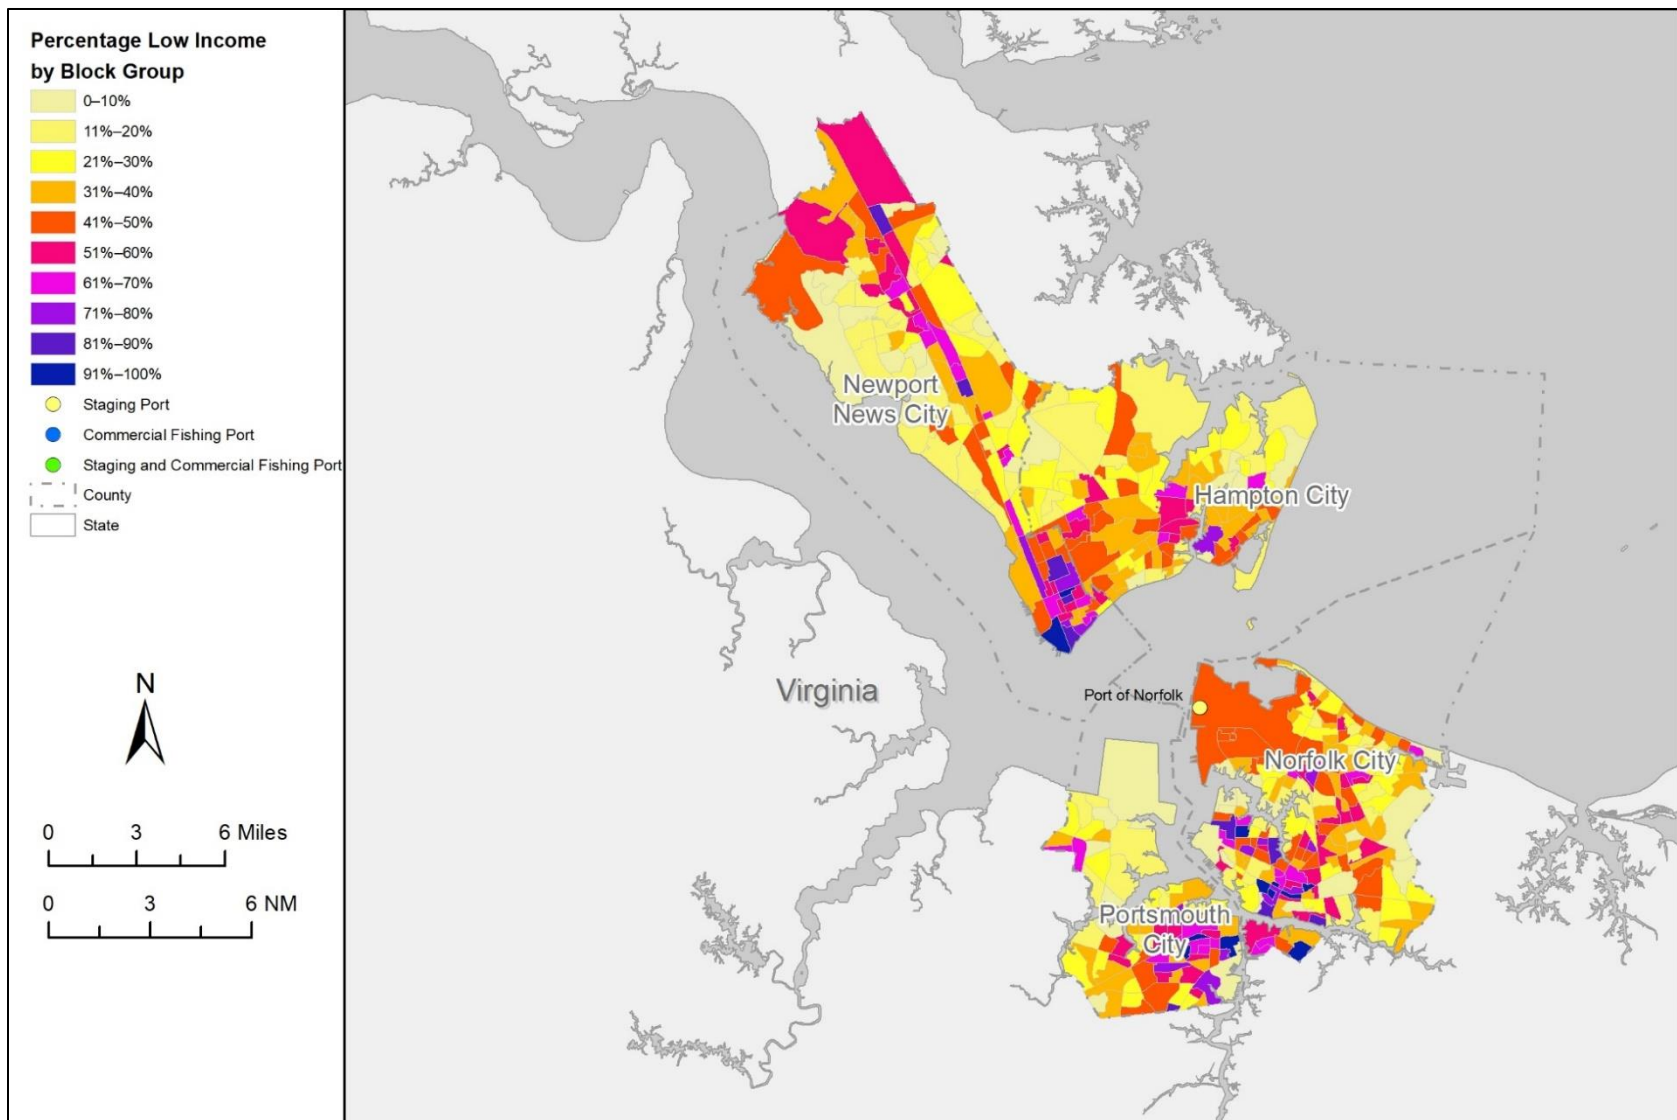 Percentage Low Income
by Block Group
0–10%
11%–20%
21%–30%
31%–40%
41%–50%
51%–60%
61%–70%
71%–80%
81%–90%
91%–100%
Staging Port
Commercial Fishing Port
Staging and Commercial Fishing Port
County
State
N
0 3 6 Miles
0 3 6 NM
Newport
News City
Hampton City
Virginia
Port of Norfolk
Norfolk City
Portsmouth
City